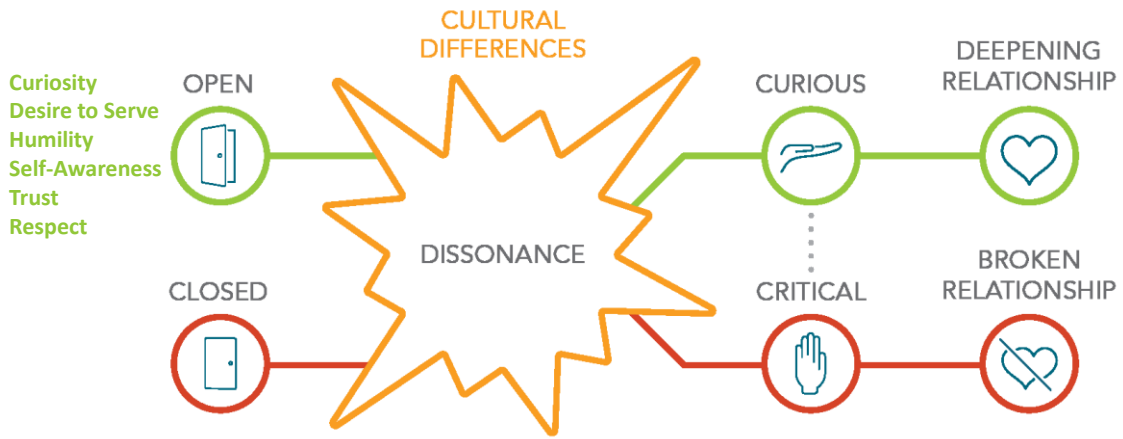 CULTURAL
DIFFERENCES
Curiosity
Desire to Serve
Humility
Self-Awareness
Trust
Respect
OPEN
CURIOUS
DEEPENING
RELATIONSHIP
DISSONANCE
CLOSED
CRITICAL
BROKEN
RELATIONSHIP